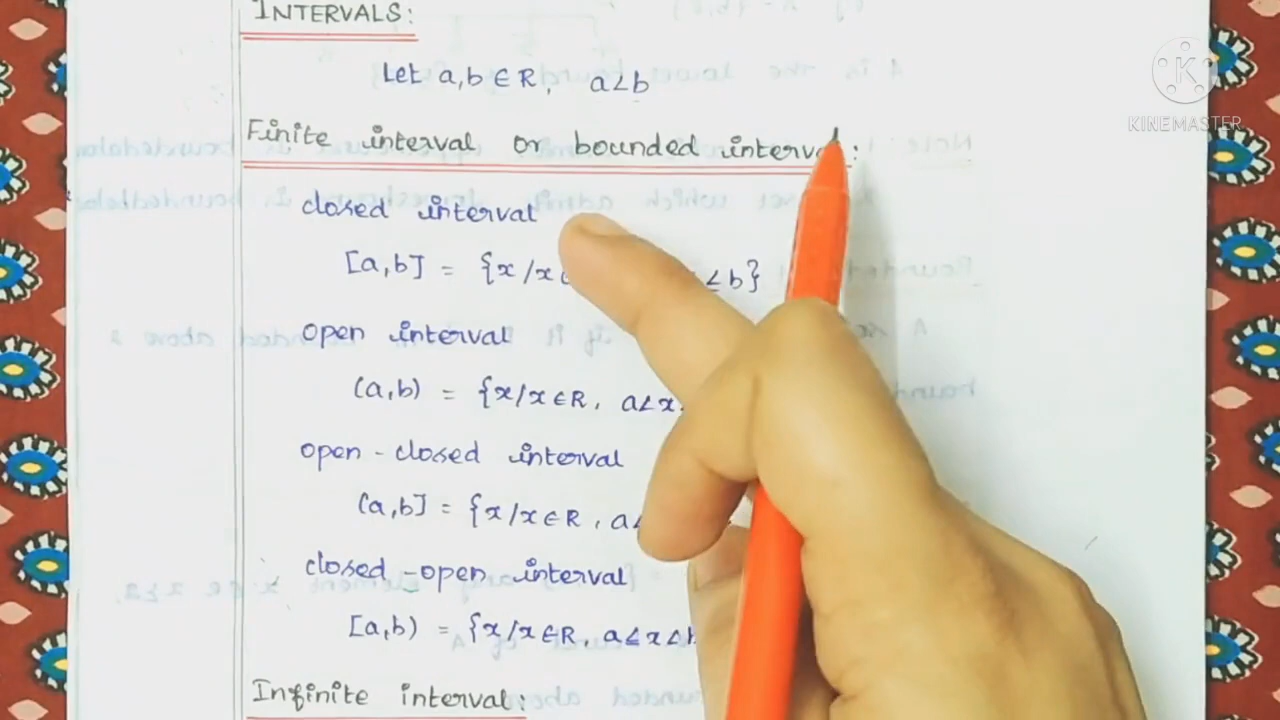 INTERVALS:
Let a,b ∈ R, a<b
Finite interval or bounded interval:
closed interval
[a,b] = {x/x ∈ ≤ b}
open interval
(a,b) = {x/x ∈ R, a<x
open-closed interval
(a,b] = {x/x ∈ R, a<
closed-open interval
[a,b) = {x/x ∈ R, a≤x<b
Infinite interval:
K
KINEMASTER